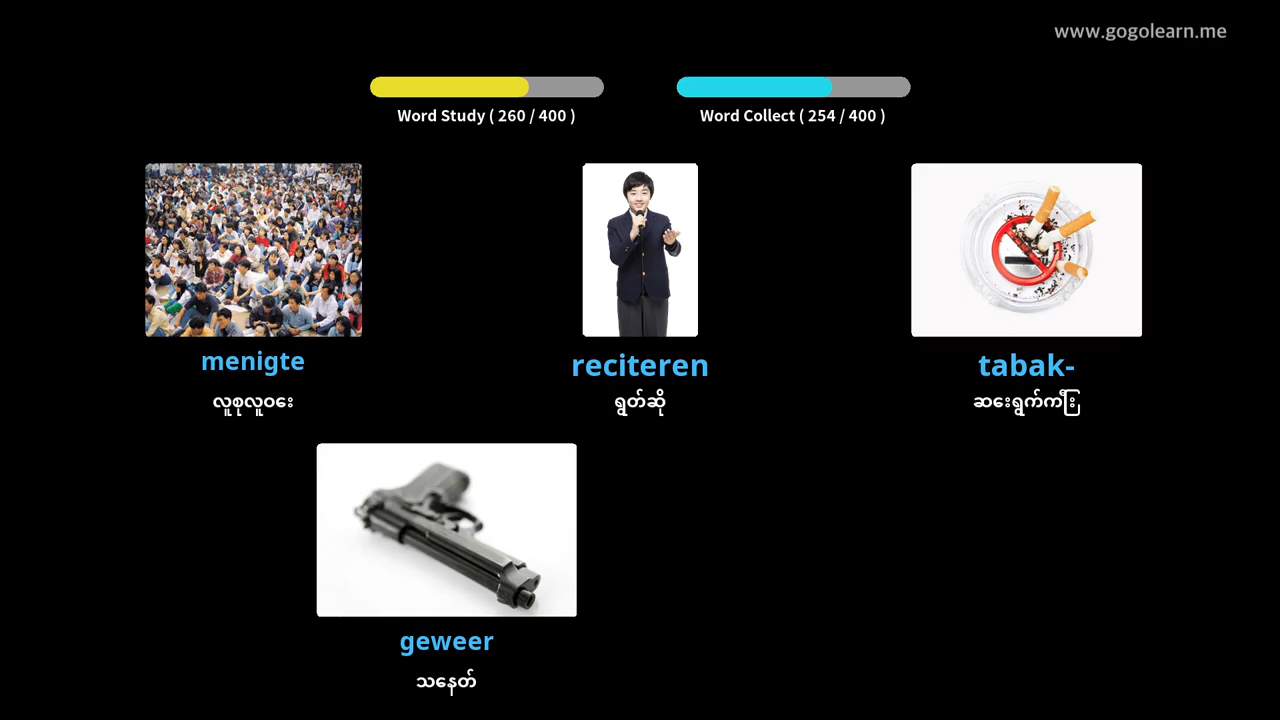 www.gogolearn.me
Word Study ( 260 / 400 )
Word Collect ( 254 / 400 )
menigte
reciteren
tabak-
လူစုလူဝေး
ရွတ်ဆို
ဆေးရွက်ကြီး
geweer
သေနတ်